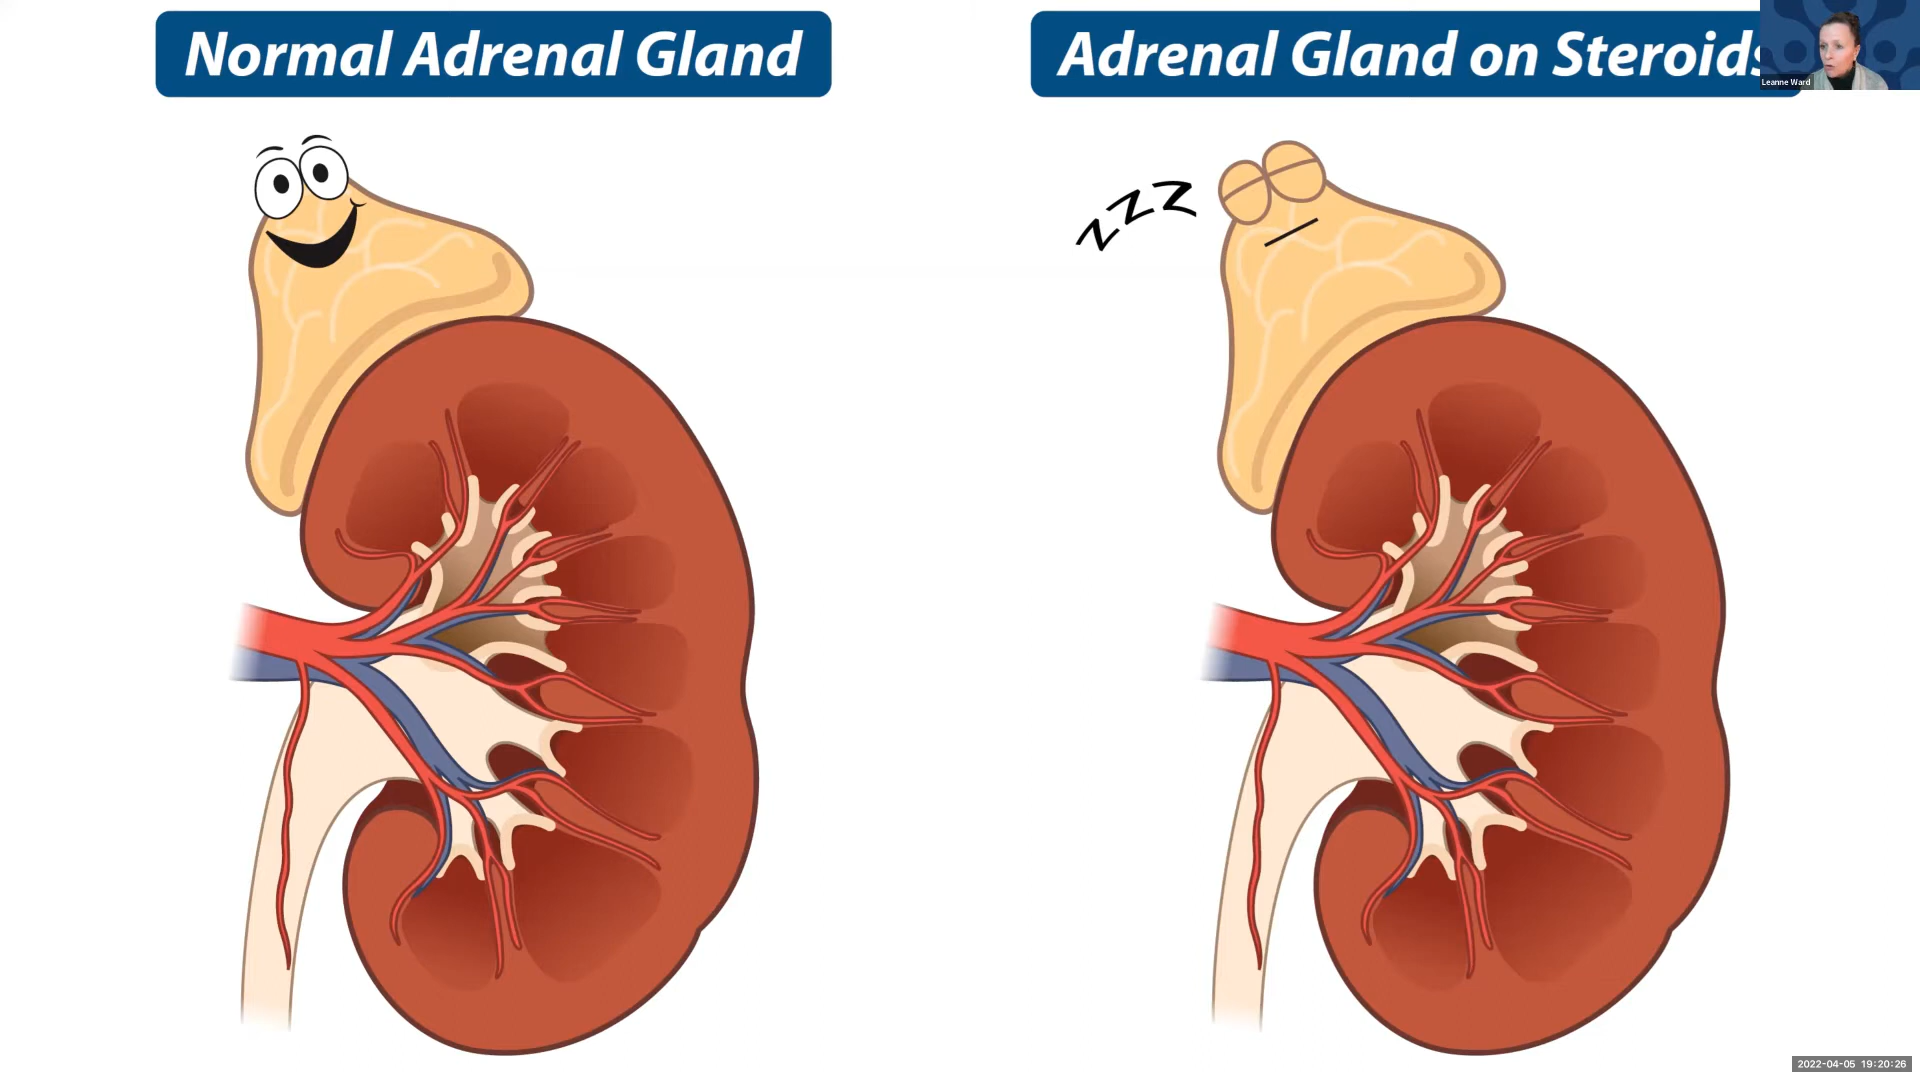 Normal Adrenal Gland
Adrenal Gland on Steroids
Leanne Ward
zzz
2022-04-05 19:20:26